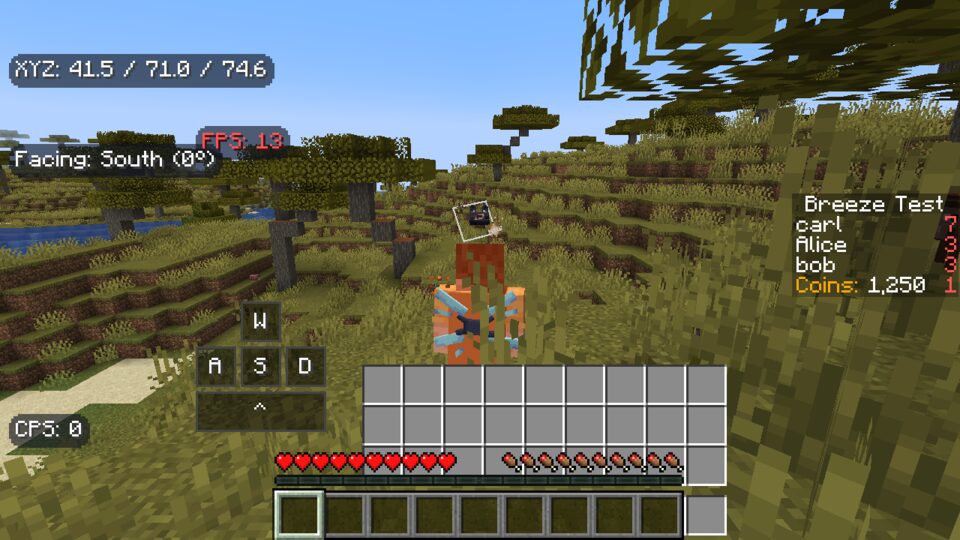 XYZ: 41.5 / 71.0 / 74.6
FPS: 13
Facing: South (0°)
Breeze Test
carl 7
Alice 3
bob 3
Coins: 1,250 1
W
A S D
^
CPS: 0